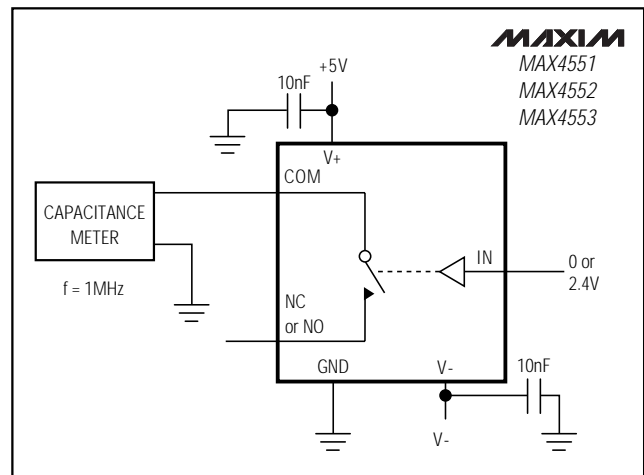 MAXIM
MAX4551
MAX4552
MAX4553
+5V
10nF
V+
COM
CAPACITANCE
METER
f = 1MHz
IN
0 or
2.4V
NC
or NO
GND
V-
10nF
V-